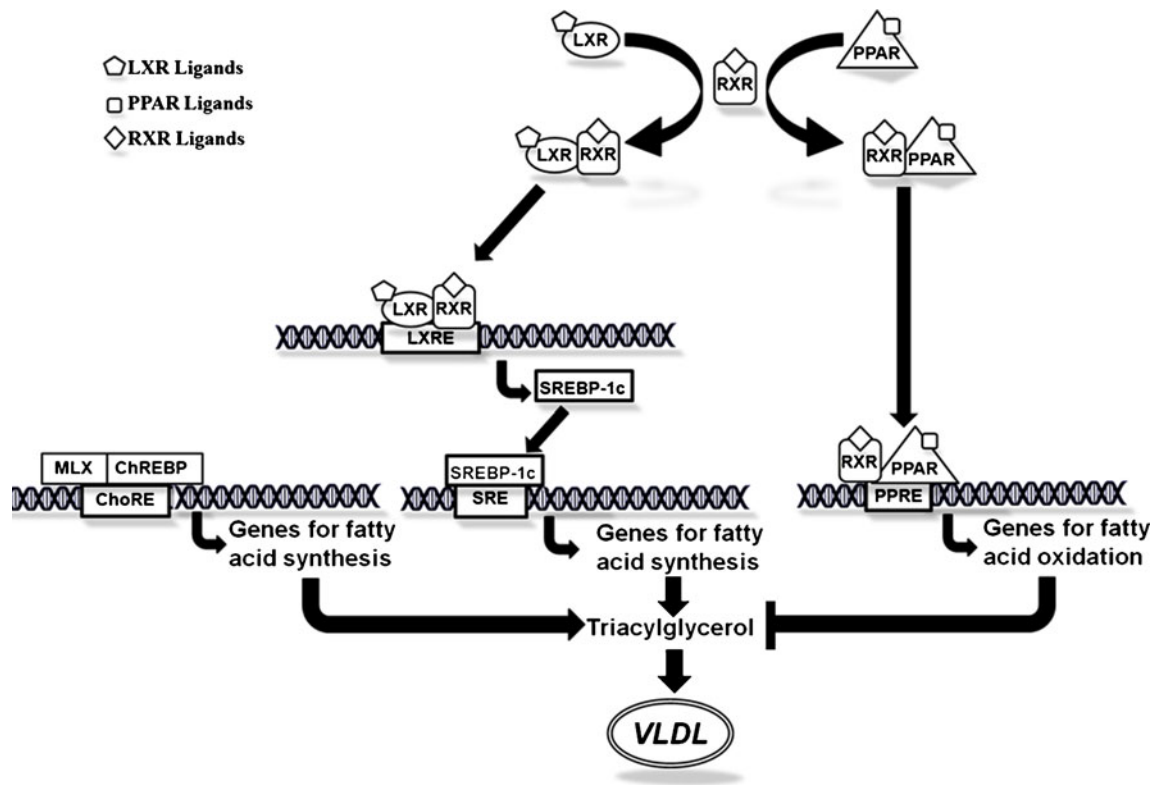 LXR
PPAR
RXR
LXR Ligands
PPAR Ligands
RXR Ligands
LXR RXR
RXR PPAR
LXR RXR
LXRE
SREBP-1c
MLX ChREBP
ChoRE
SREBP-1c
SRE
RXR PPAR
PPRE
Genes for fatty
acid synthesis
Genes for fatty
acid synthesis
Genes for fatty
acid oxidation
Triacylglycerol
VLDL